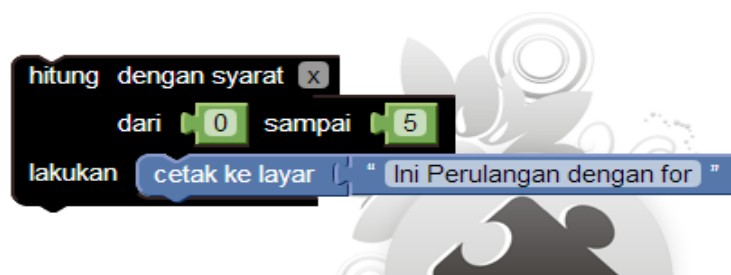 hitung dengan syarat x
dari 0 sampai 5
lakukan cetak ke layar “ Ini Perulangan dengan for ”